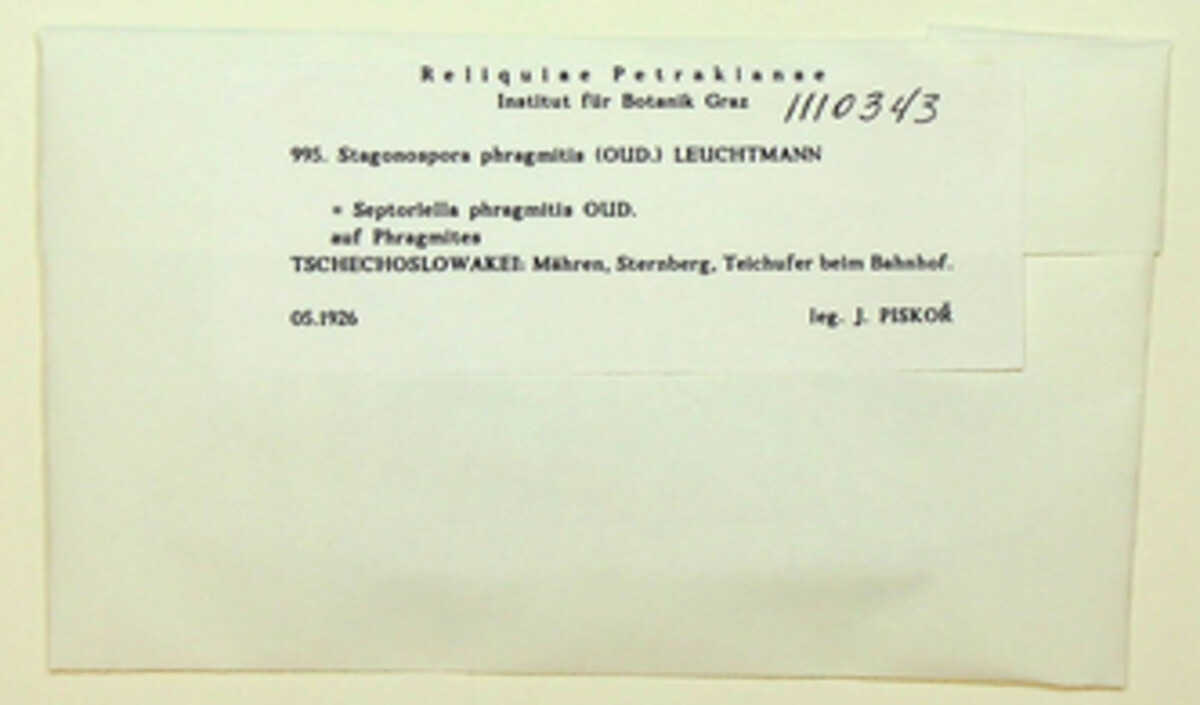 Reliquiae Petrakianae
Institut für Botanik Graz 1110343
995. Stagonospora phragmitis (OUD.) LEUCHTMANN
= Septoriella phragmitis OUD.
auf Phragmites
TSCHECHOSLOWAKEI: Mähren, Sternberg, Teichufer beim Bahnhof.
05.1926 leg. J. PISKOŘ